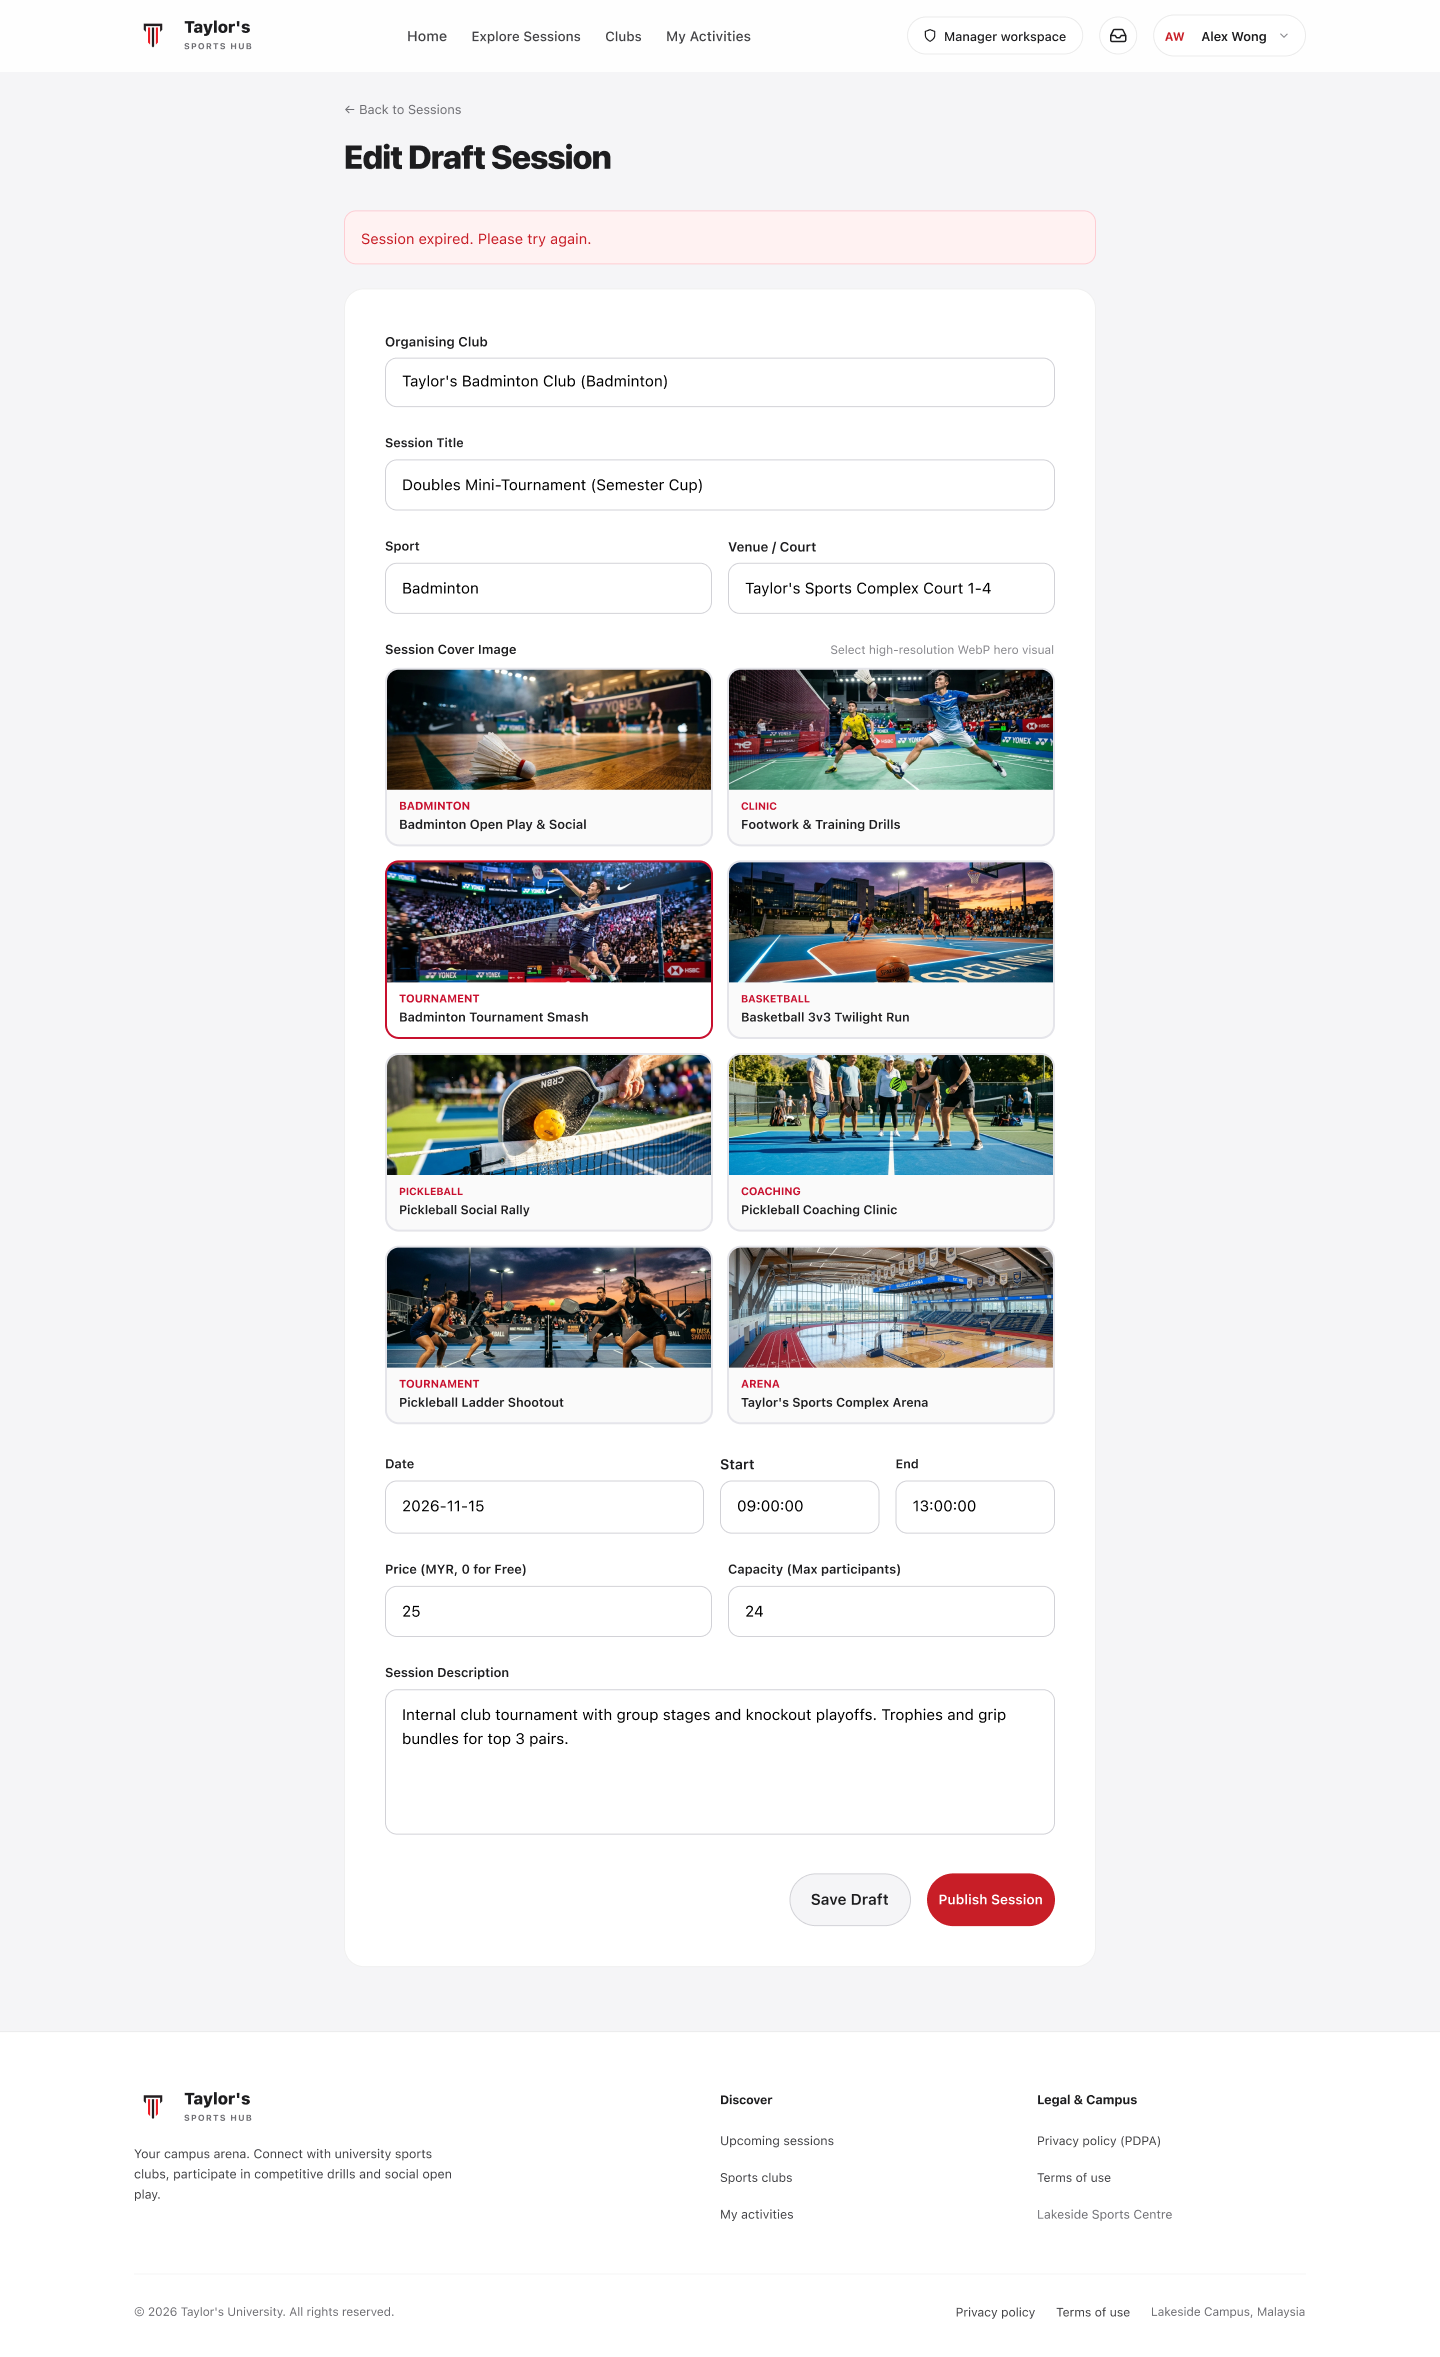 Taylor's
SPORTS HUB
Home
Explore Sessions
Clubs
My Activities
Manager workspace
AW
Alex Wong
← Back to Sessions
Edit Draft Session
Session expired. Please try again.
Organising Club
Taylor's Badminton Club (Badminton)
Session Title
Doubles Mini-Tournament (Semester Cup)
Sport
Venue / Court
Badminton
Taylor's Sports Complex Court 1-4
Session Cover Image
Select high-resolution WebP hero visual
YONEX
YONEX
HSBC
BADMINTON
Badminton Open Play & Social
CLINIC
Footwork & Training Drills
YONEX
YONEX
YONEX
HSBC
TOURNAMENT
Badminton Tournament Smash
BASKETBALL
Basketball 3v3 Twilight Run
CRBN
PICKLEBALL
Pickleball Social Rally
COACHING
Pickleball Coaching Clinic
TOURNAMENT
Pickleball Ladder Shootout
ARENA
Taylor's Sports Complex Arena
Date
Start
End
2026-11-15
09:00:00
13:00:00
Price (MYR, 0 for Free)
Capacity (Max participants)
25
24
Session Description
Internal club tournament with group stages and knockout playoffs. Trophies and grip
bundles for top 3 pairs.
Save Draft
Publish Session
Taylor's
SPORTS HUB
Your campus arena. Connect with university sports
clubs, participate in competitive drills and social open
play.
Discover
Upcoming sessions
Sports clubs
My activities
Legal & Campus
Privacy policy (PDPA)
Terms of use
Lakeside Sports Centre
© 2026 Taylor's University. All rights reserved.
Privacy policy
Terms of use
Lakeside Campus, Malaysia